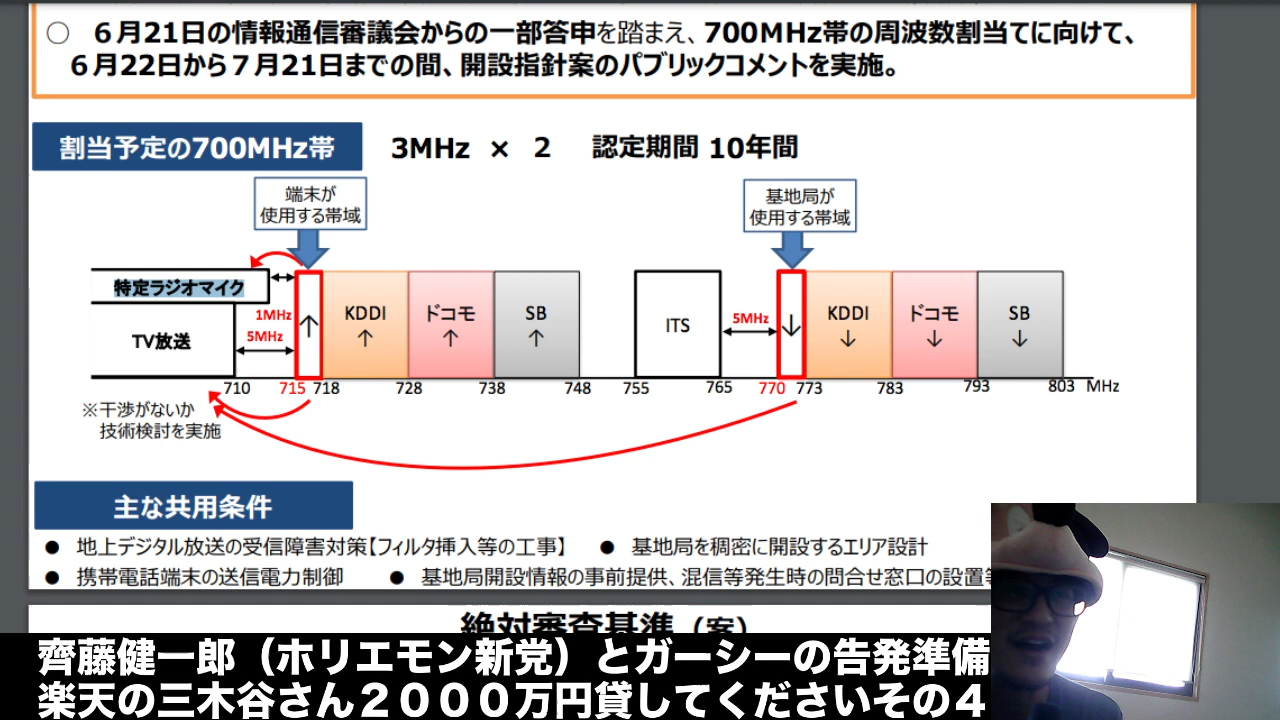 ○ ６月21日の情報通信審議会からの一部答申を踏まえ、700MHz帯の周波数割当てに向けて、
６月22日から７月21日までの間、開設指針案のパブリックコメントを実施。
割当予定の700MHz帯 3MHz × 2 認定期間 10年間
端末が
使用する帯域
基地局が
使用する帯域
特定ラジオマイク
TV放送
1MHz
5MHz
↑
KDDI
↑
ドコモ
↑
SB
↑
ITS
5MHz
↓
KDDI
↓
ドコモ
↓
SB
↓
710 715 718 728 738 748 755 765 770 773 783 793 803 MHz
※干渉がないか
技術検討を実施
主な共用条件
● 地上デジタル放送の受信障害対策【フィルタ挿入等の工事】 ● 基地局を稠密に開設するエリア設計
● 携帯電話端末の送信電力制御 ● 基地局開設情報の事前提供、混信等発生時の問合せ窓口の設置等
絶対審査基準（案）
齊藤健一郎（ホリエモン新党）とガーシーの告発準備
楽天の三木谷さん２０００万円貸してくださいその４